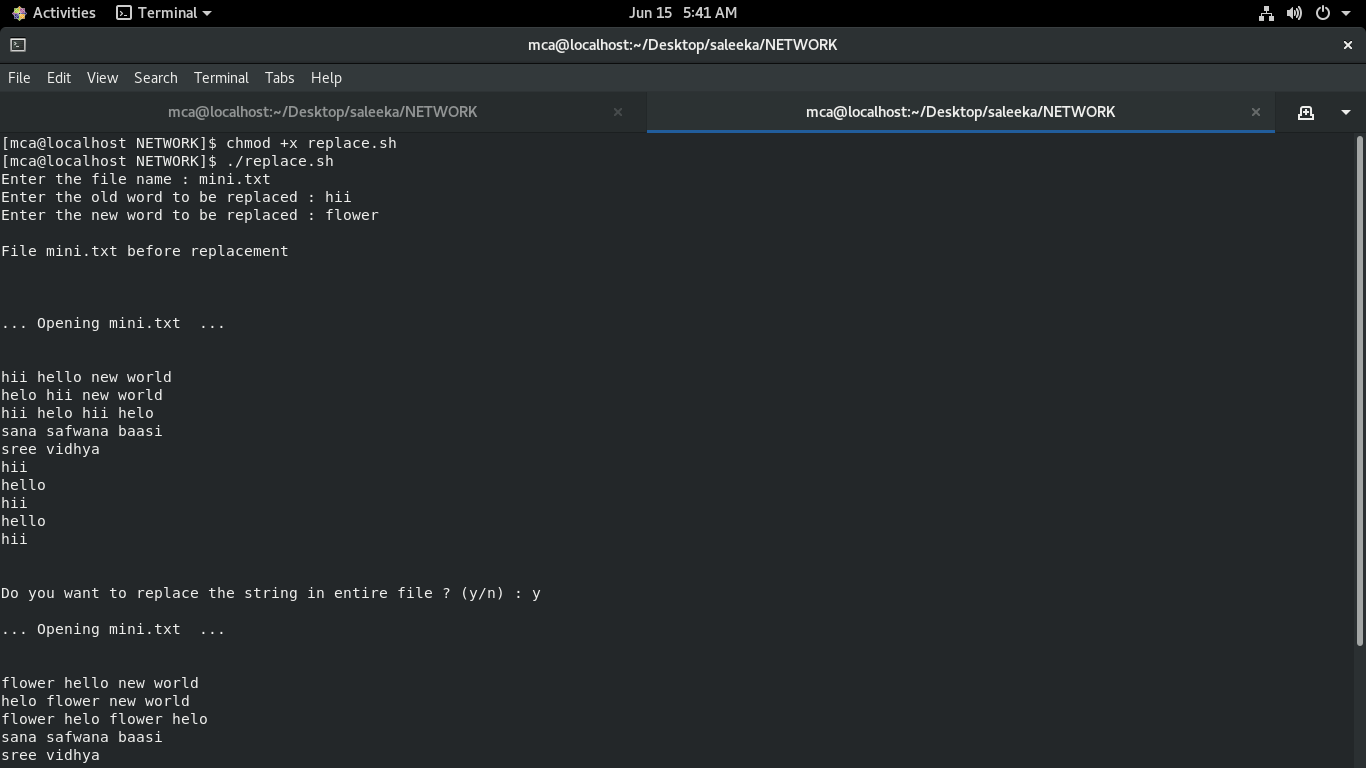 Activities Terminal Jun 15 5:41 AM
mca@localhost:~/Desktop/saleeka/NETWORK
File Edit View Search Terminal Tabs Help
mca@localhost:~/Desktop/saleeka/NETWORK mca@localhost:~/Desktop/saleeka/NETWORK
[mca@localhost NETWORK]$ chmod +x replace.sh
[mca@localhost NETWORK]$ ./replace.sh
Enter the file name : mini.txt
Enter the old word to be replaced : hii
Enter the new word to be replaced : flower
File mini.txt before replacement
... Opening mini.txt  ...
hii hello new world
helo hii new world
hii helo hii helo
sana safwana baasi
sree vidhya
hii
hello
hii
hello
hii
Do you want to replace the string in entire file ? (y/n) : y
... Opening mini.txt  ...
flower hello new world
helo flower new world
flower helo flower helo
sana safwana baasi
sree vidhya